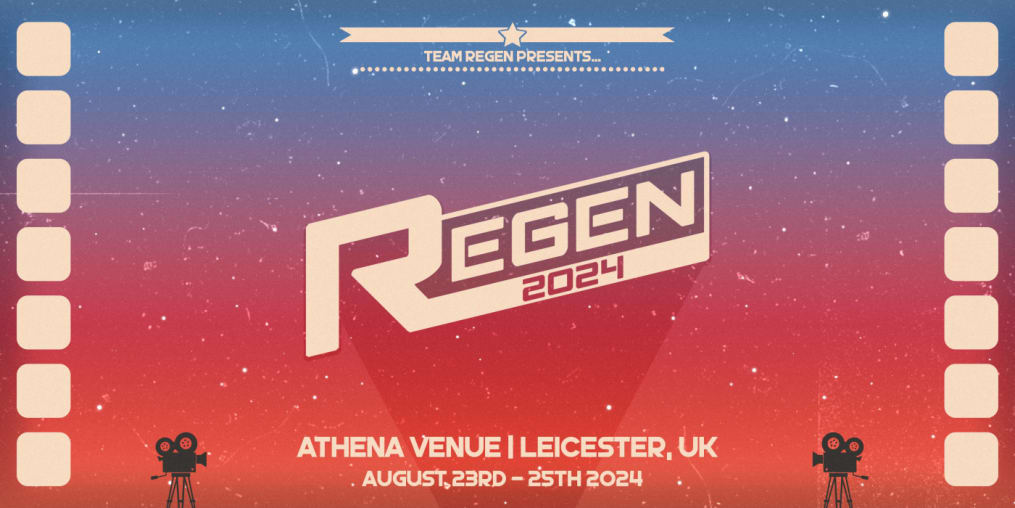 TEAM REGEN PRESENTS...
REGEN
2024
ATHENA VENUE | LEICESTER, UK
AUGUST 23RD - 25TH 2024